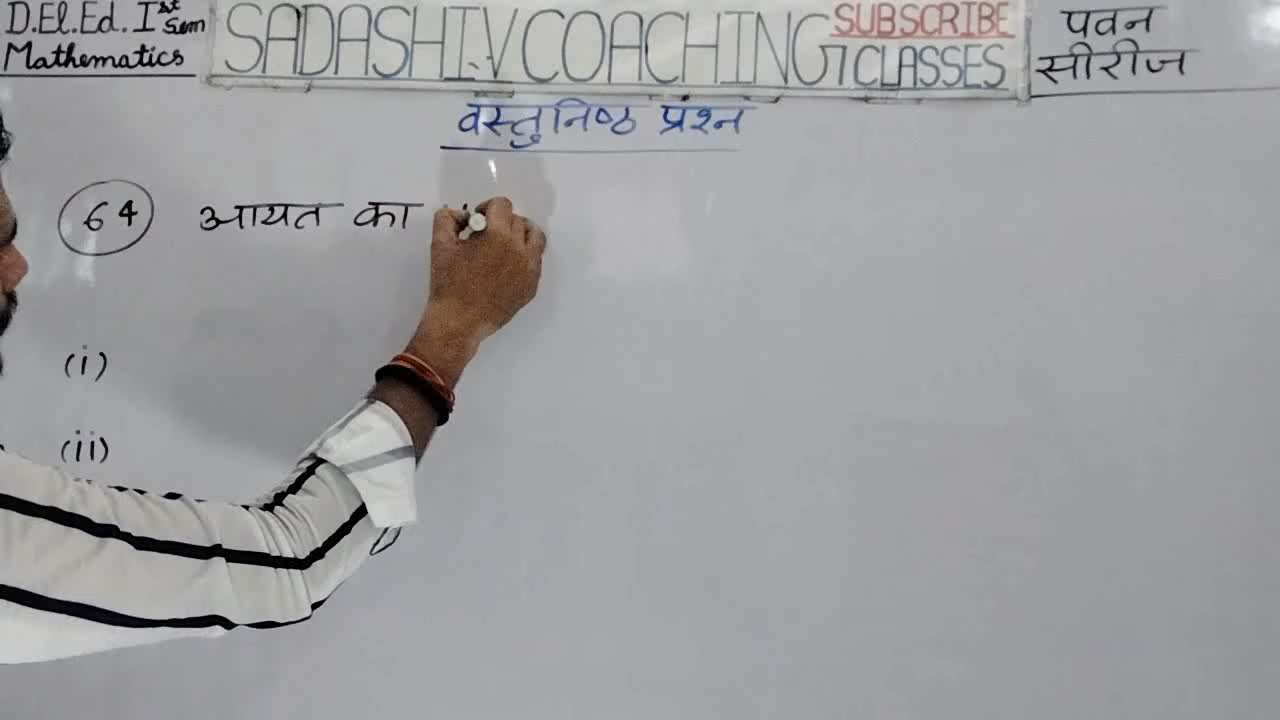 D.El.Ed. Ist Sem
Mathematics
SADASHIV COACHING CLASSES
SUBSCRIBE
पवन
सीरीज
वस्तुनिष्ठ प्रश्न
64 आयत का
(i)
(ii)